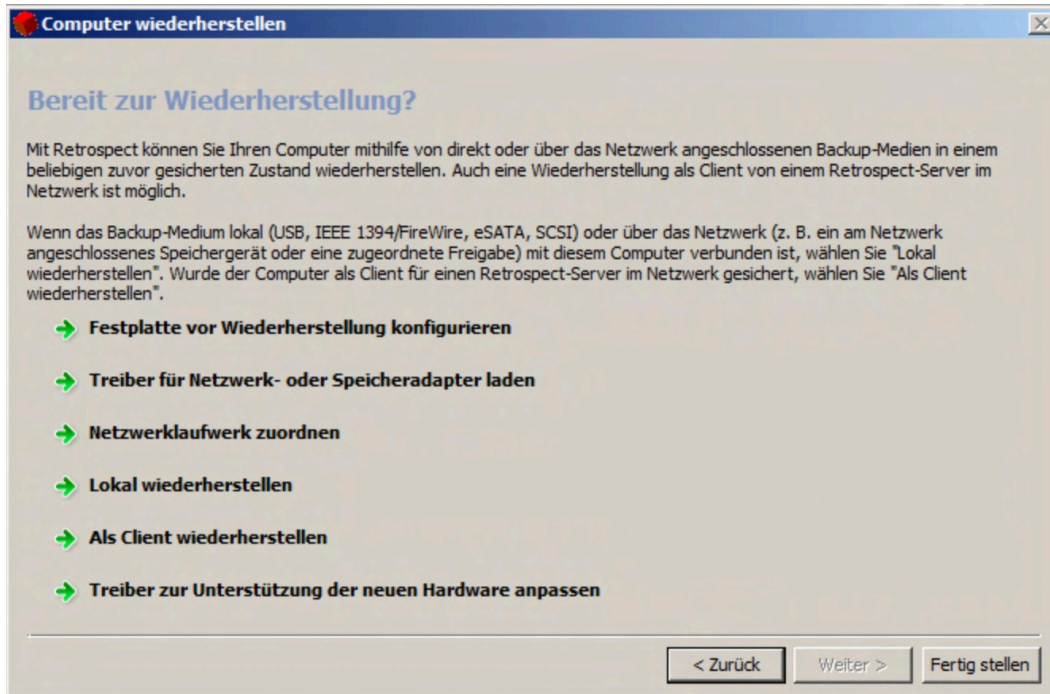 Computer wiederherstellen
Bereit zur Wiederherstellung?
Mit Retrospect können Sie Ihren Computer mithilfe von direkt oder über das Netzwerk angeschlossenen Backup-Medien in einem
beliebigen zuvor gesicherten Zustand wiederherstellen. Auch eine Wiederherstellung als Client von einem Retrospect-Server im
Netzwerk ist möglich.
Wenn das Backup-Medium lokal (USB, IEEE 1394/FireWire, eSATA, SCSI) oder über das Netzwerk (z. B. ein am Netzwerk
angeschlossenes Speichergerät oder eine zugeordnete Freigabe) mit diesem Computer verbunden ist, wählen Sie "Lokal
wiederherstellen". Wurde der Computer als Client für einen Retrospect-Server im Netzwerk gesichert, wählen Sie "Als Client
wiederherstellen".
Festplatte vor Wiederherstellung konfigurieren
Treiber für Netzwerk- oder Speicheradapter laden
Netzwerklaufwerk zuordnen
Lokal wiederherstellen
Als Client wiederherstellen
Treiber zur Unterstützung der neuen Hardware anpassen
< Zurück Weiter > Fertig stellen